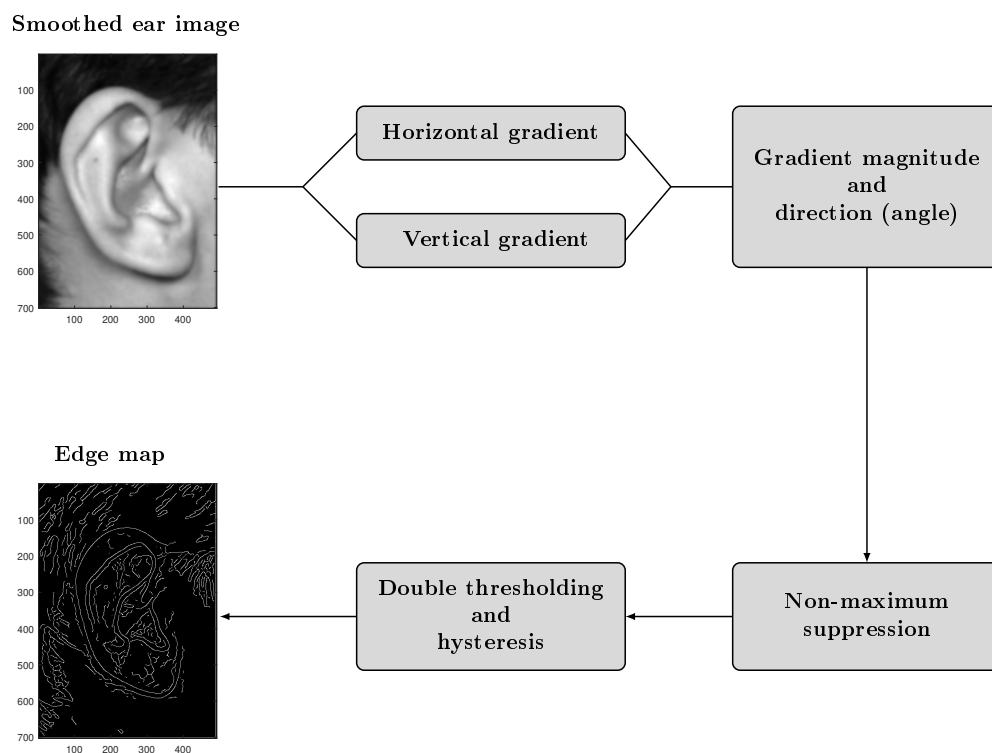 Smoothed ear image
100
200
300
400
500
600
700
100 200 300 400
Horizontal gradient
Vertical gradient
Gradient magnitude
and
direction (angle)
Edge map
100
200
300
400
500
600
700
100 200 300 400
Double thresholding
and
hysteresis
Non-maximum
suppression